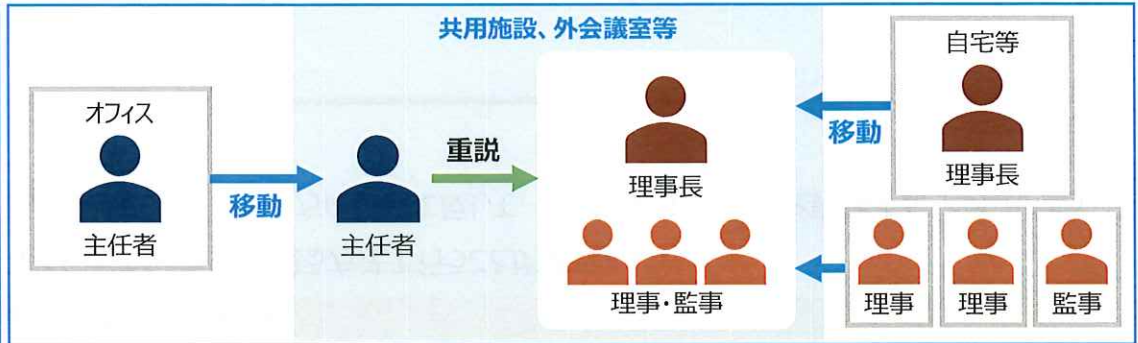 共用施設、外会議室等
オフィス
主任者
移動
主任者
重説
理事長
理事・監事
自宅等
理事長
移動
理事
理事
監事